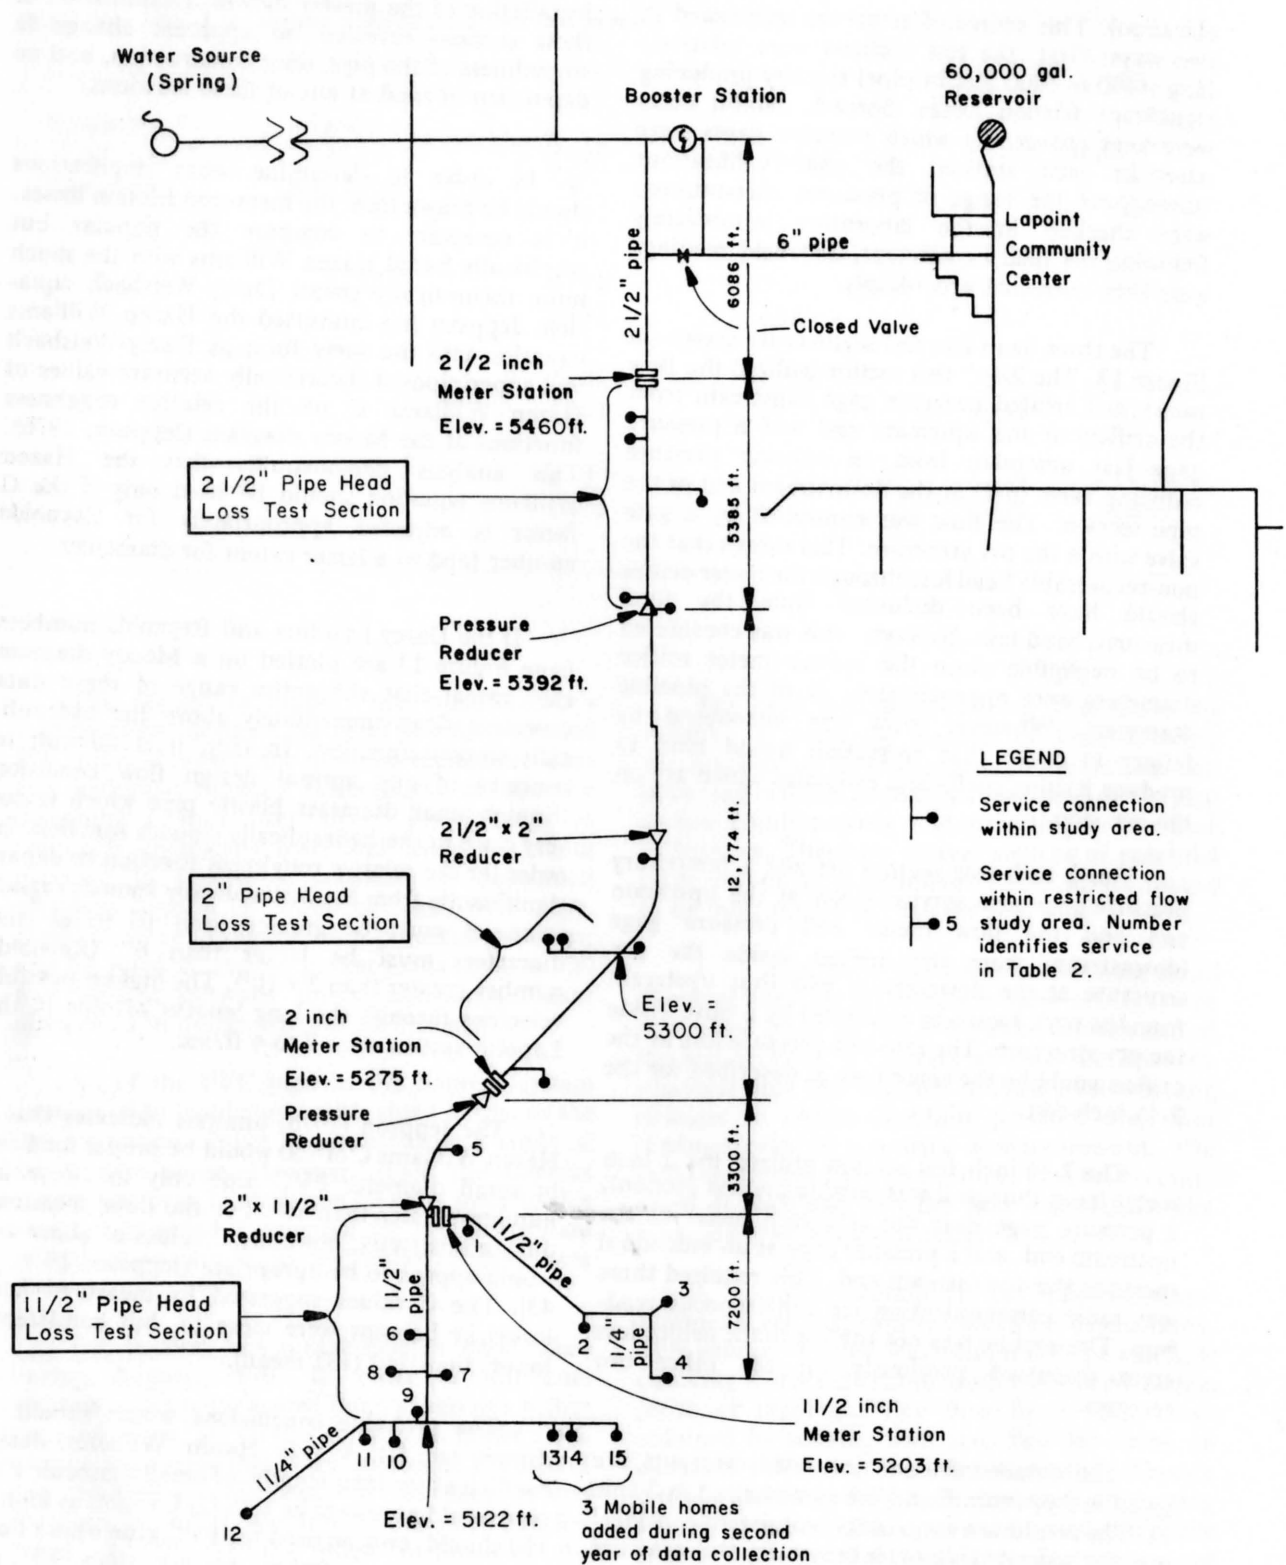 Water Source
(Spring)
Booster Station
60,000 gal.
Reservoir
Lapoint
Community
Center
6" pipe
2 1/2" pipe
6086 ft.
Closed Valve
2 1/2 inch
Meter Station
Elev. = 5460 ft.
2 1/2" Pipe Head
Loss Test Section
5385 ft.
Pressure
Reducer
Elev. = 5392 ft.
LEGEND
Service connection
within study area.
Service connection
within restricted flow
5 study area. Number
identifies service
in Table 2.
2 1/2" x 2"
Reducer
12,774 ft.
2" Pipe Head
Loss Test Section
Elev. =
5300 ft.
2 inch
Meter Station
Elev. = 5275 ft.
Pressure
Reducer
5
3300 ft.
2" x 1 1/2"
Reducer
1
1 1/2" pipe
1 1/2" pipe
1 1/2" Pipe Head
Loss Test Section
3
2
1 1/4" pipe
4
7200 ft.
6
8
7
9
1 1/2 inch
Meter Station
Elev. = 5203 ft.
11
10
13
14
15
1 1/4" pipe
12
Elev. = 5122 ft.
3 Mobile homes
added during second
year of data collection